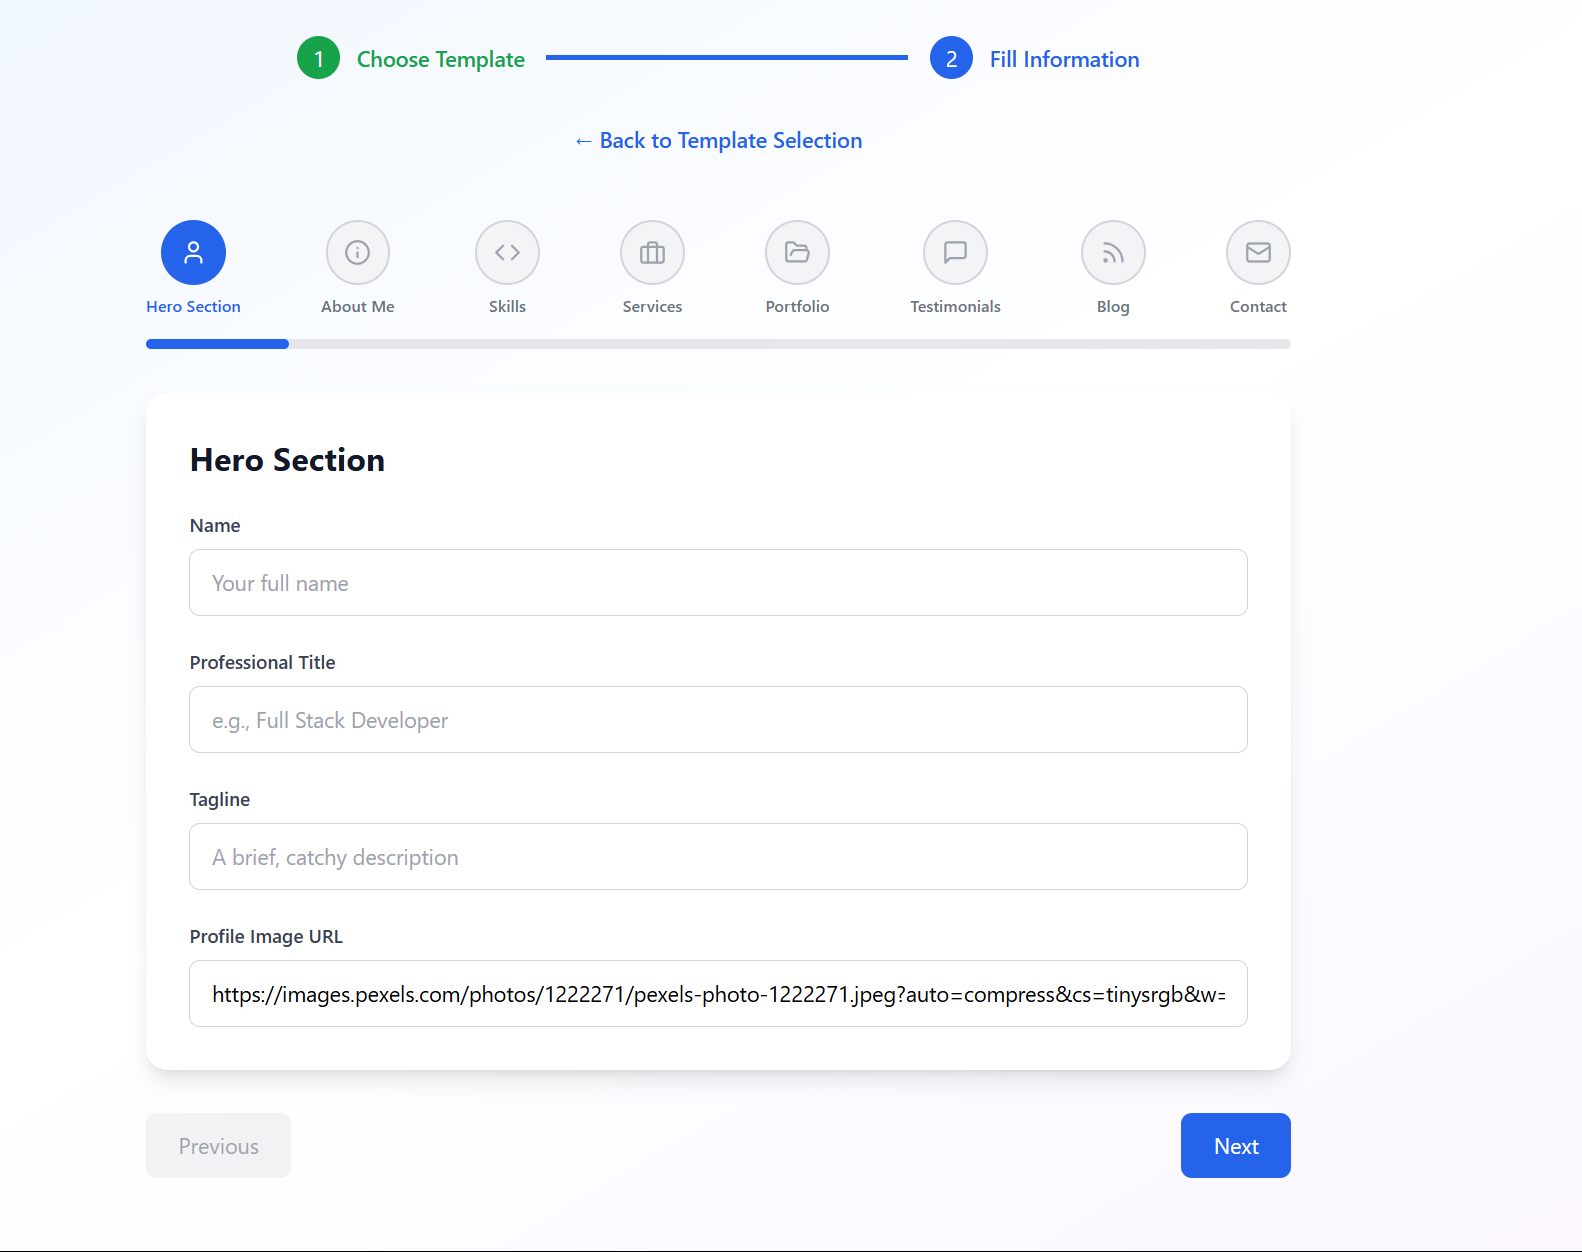 1 Choose Template 2 Fill Information
← Back to Template Selection
Hero Section About Me Skills Services Portfolio Testimonials Blog Contact
Hero Section
Name
Your full name
Professional Title
e.g., Full Stack Developer
Tagline
A brief, catchy description
Profile Image URL
https://images.pexels.com/photos/1222271/pexels-photo-1222271.jpeg?auto=compress&cs=tinysrgb&w=
Previous Next